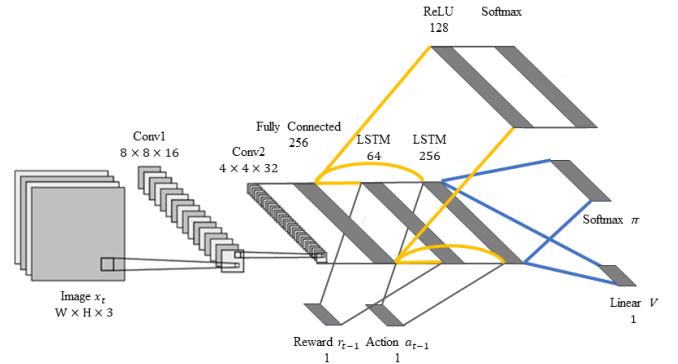 ReLU
128
Softmax
Fully Connected
256
LSTM
64
LSTM
256
Conv1
8 × 8 × 16
Conv2
4 × 4 × 32
Softmax π
Image x_t
W × H × 3
Linear V
1
Reward r_{t−1}
1
Action a_{t−1}
1